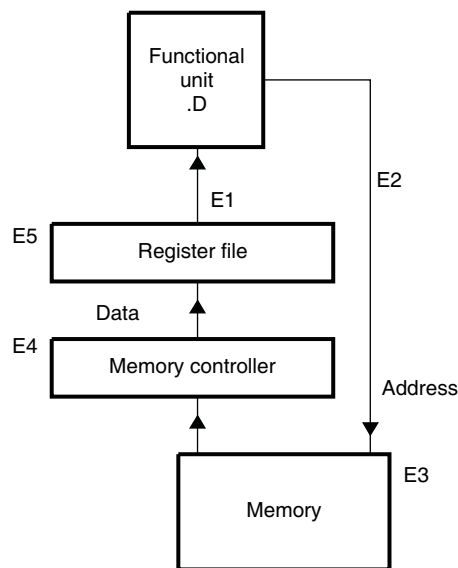 Functional
unit
.D
E1
E2
E5
Register file
Data
E4
Memory controller
Address
E3
Memory